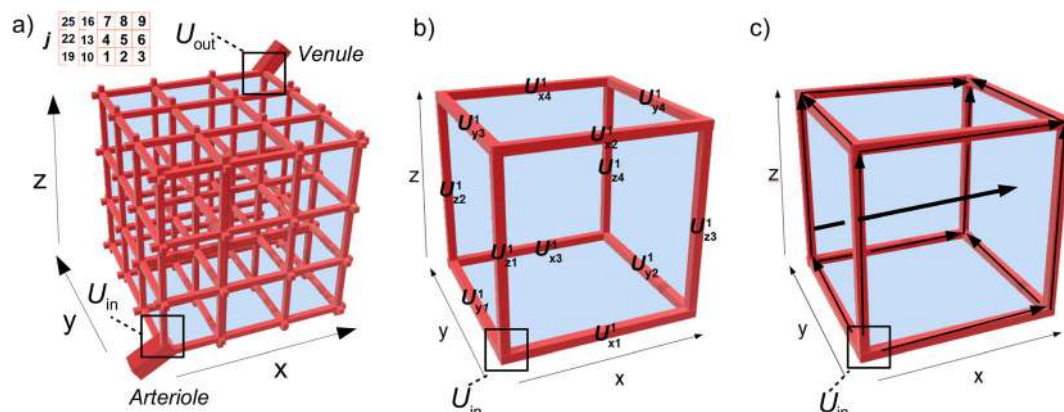 a)
25 16 7 8 9
j 22 13 4 5 6
19 10 1 2 3
U_out
Venule
z
U_in
y
x
Arteriole
b)
U^1_x4
U^1_y4
U^1_y3
U^1_x2
z
U^1_z4
U^1_z2
U^1_z3
U^1_z1
U^1_x3
U^1_y2
U^1_y1
y
U^1_x1
x
U_in
c)
z
y
x
U_in